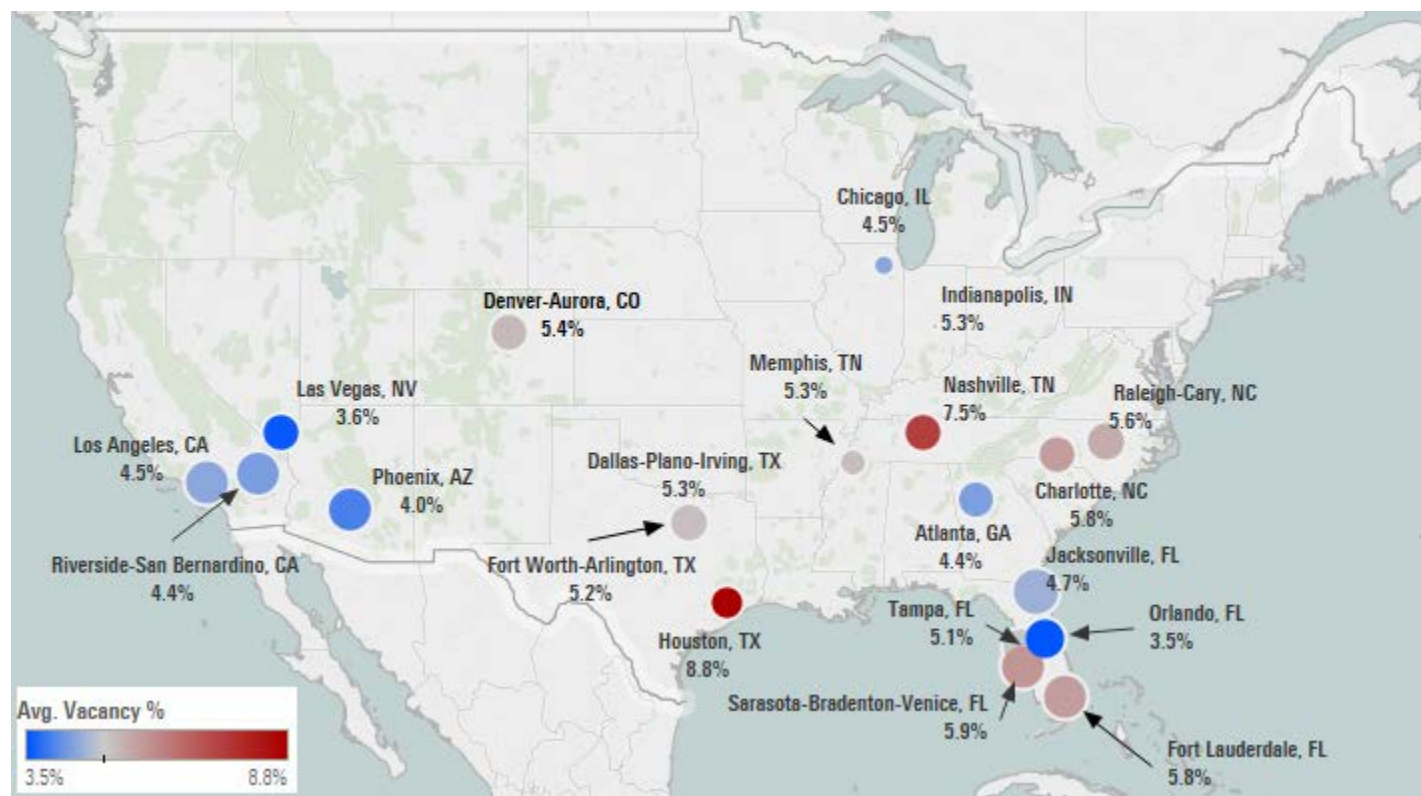 Chicago, IL
4.5%
Indianapolis, IN
5.3%
Denver-Aurora, CO
5.4%
Memphis, TN
5.3%
Nashville, TN
7.5%
Raleigh-Cary, NC
5.6%
Las Vegas, NV
3.6%
Los Angeles, CA
4.5%
Phoenix, AZ
4.0%
Dallas-Plano-Irving, TX
5.3%
Charlotte, NC
5.8%
Atlanta, GA
4.4%
Jacksonville, FL
4.7%
Riverside-San Bernardino, CA
4.4%
Fort Worth-Arlington, TX
5.2%
Tampa, FL
5.1%
Orlando, FL
3.5%
Houston, TX
8.8%
Sarasota-Bradenton-Venice, FL
5.9%
Fort Lauderdale, FL
5.8%
Avg. Vacancy %
3.5% 8.8%